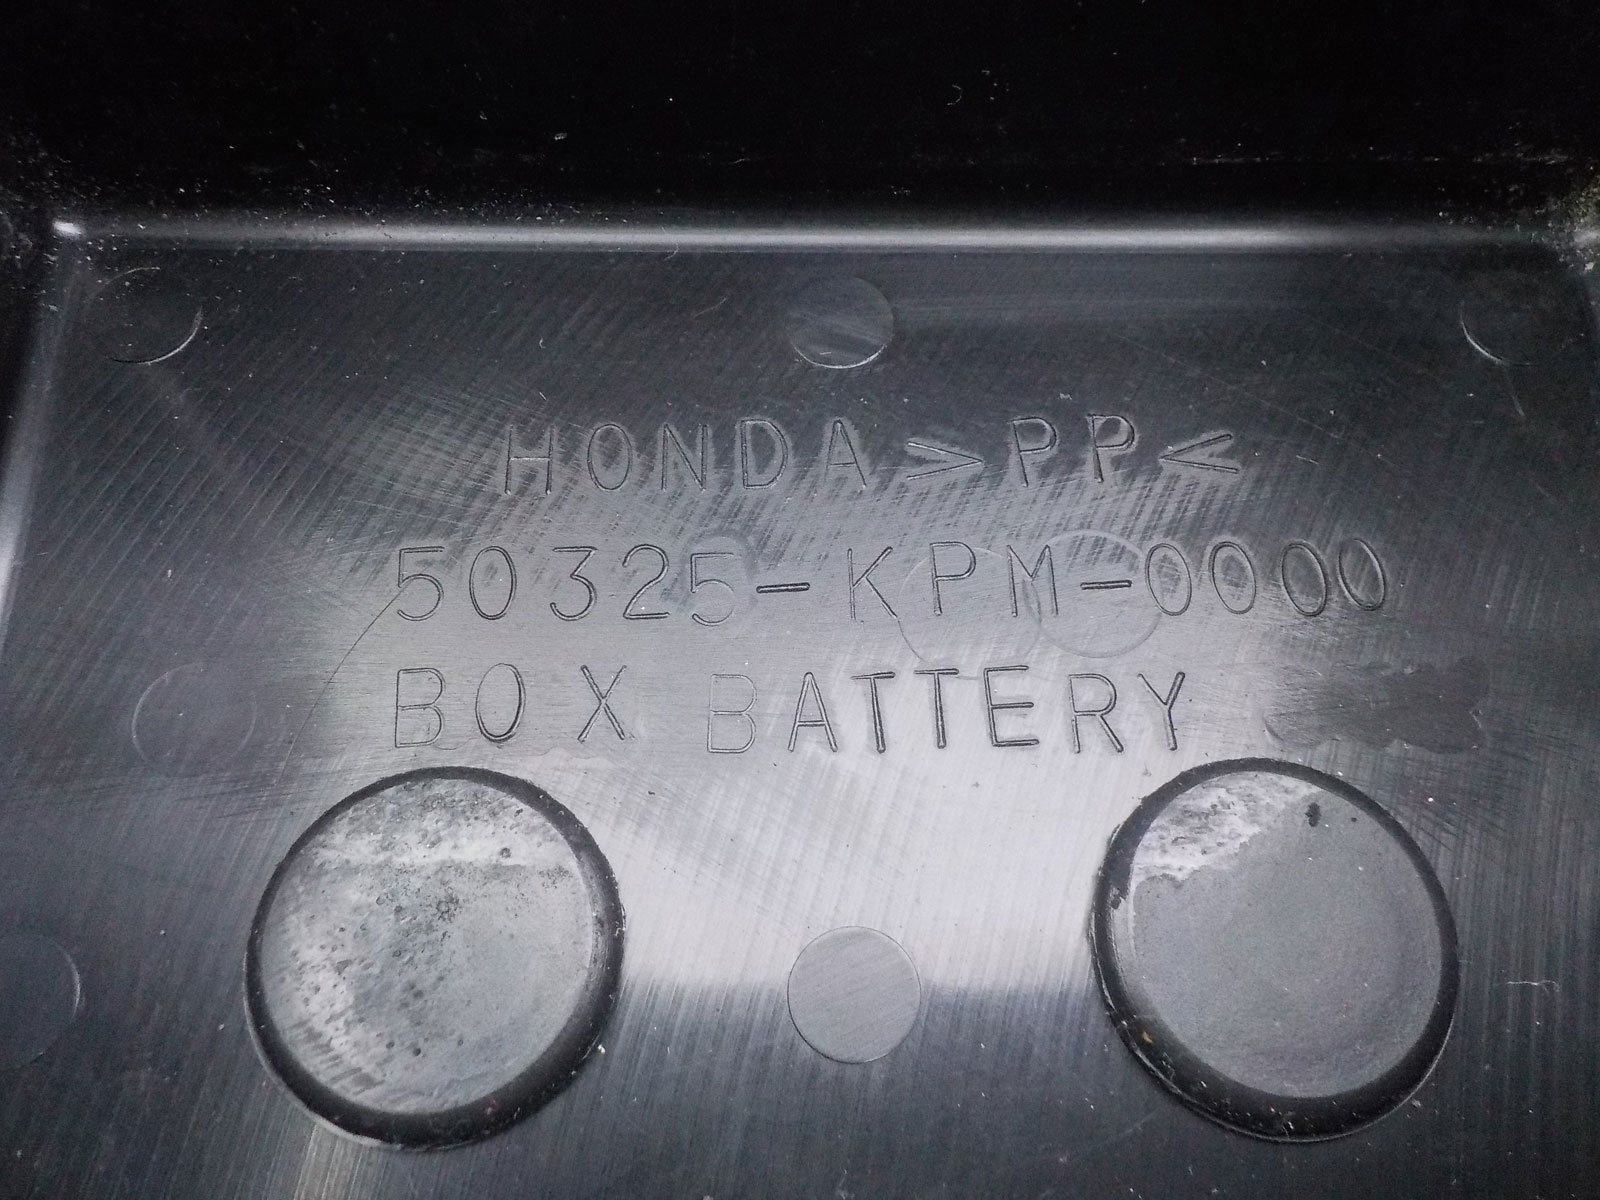 HONDA >PP<
50325-KPM-0000
BOX BATTERY